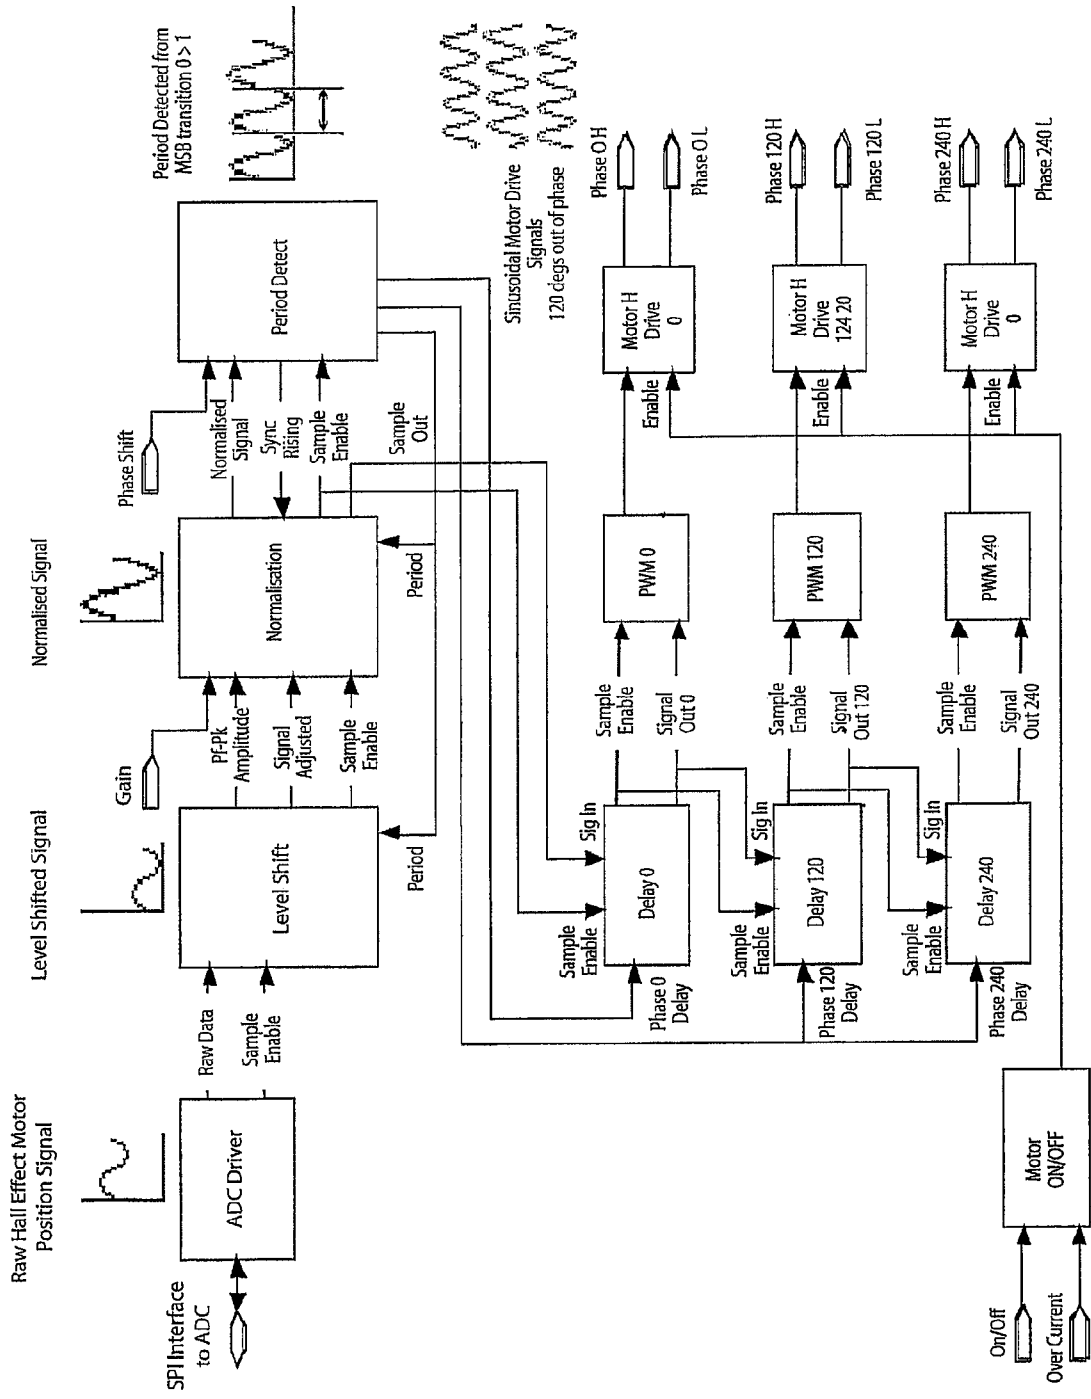 Raw Hall Effect Motor
Position Signal
Level Shifted Signal
Normalised Signal
Period Detected from
MSB transition 0 > 1
SPI Interface
to ADC
ADC Driver
Raw Data
Sample
Enable
Level Shift
Gain
Pf-Pk
Amplitude
Signal
Adjusted
Sample
Enable
Period
Normalisation
Phase Shift
Normalised
Signal
Sync
Rising
Sample
Enable
Sample
Out
Period
Period Detect
Sinusoidal Motor Drive
Signals
120 degs out of phase
Sample
Enable
Sig In
Phase 0
Delay
Delay 0
Sample
Enable
Signal
Out 0
PWM 0
Enable
Motor H
Drive
0
Phase O H
Phase O L
Sample
Enable
Sig In
Phase 120
Delay
Delay 120
Sample
Enable
Signal
Out 120
PWM 120
Enable
Motor H
Drive
124 20
Phase 120 H
Phase 120 L
Sample
Enable
Sig In
Phase 240
Delay
Delay 240
Sample
Enable
Signal
Out 240
PWM 240
Enable
Motor H
Drive
0
Phase 240 H
Phase 240 L
On/Off
Over Current
Motor
ON/OFF